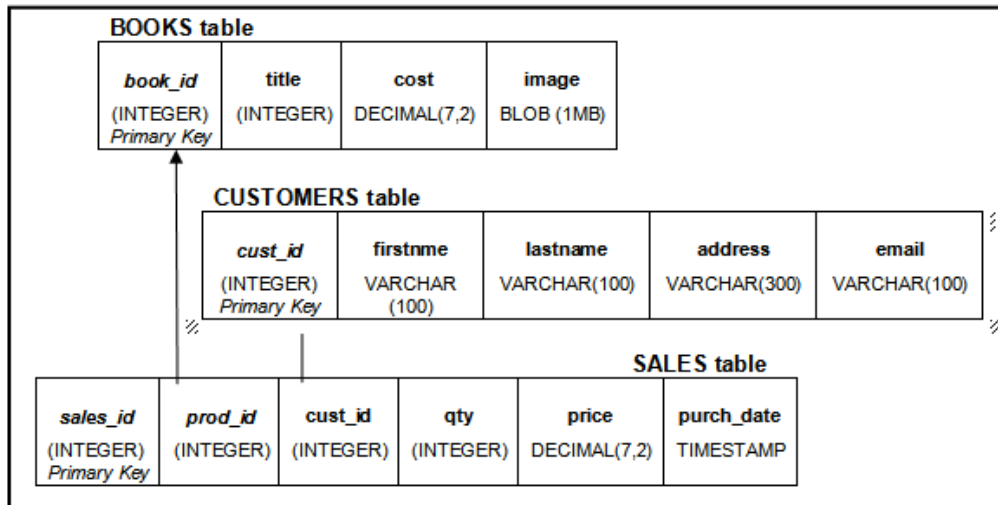 BOOKS table
book_id title cost image
(INTEGER) (INTEGER) DECIMAL(7,2) BLOB (1MB)
Primary Key
CUSTOMERS table
cust_id firstnme lastname address email
(INTEGER) VARCHAR VARCHAR(100) VARCHAR(300) VARCHAR(100)
Primary Key (100)
SALES table
sales_id prod_id cust_id qty price purch_date
(INTEGER) (INTEGER) (INTEGER) (INTEGER) DECIMAL(7,2) TIMESTAMP
Primary Key